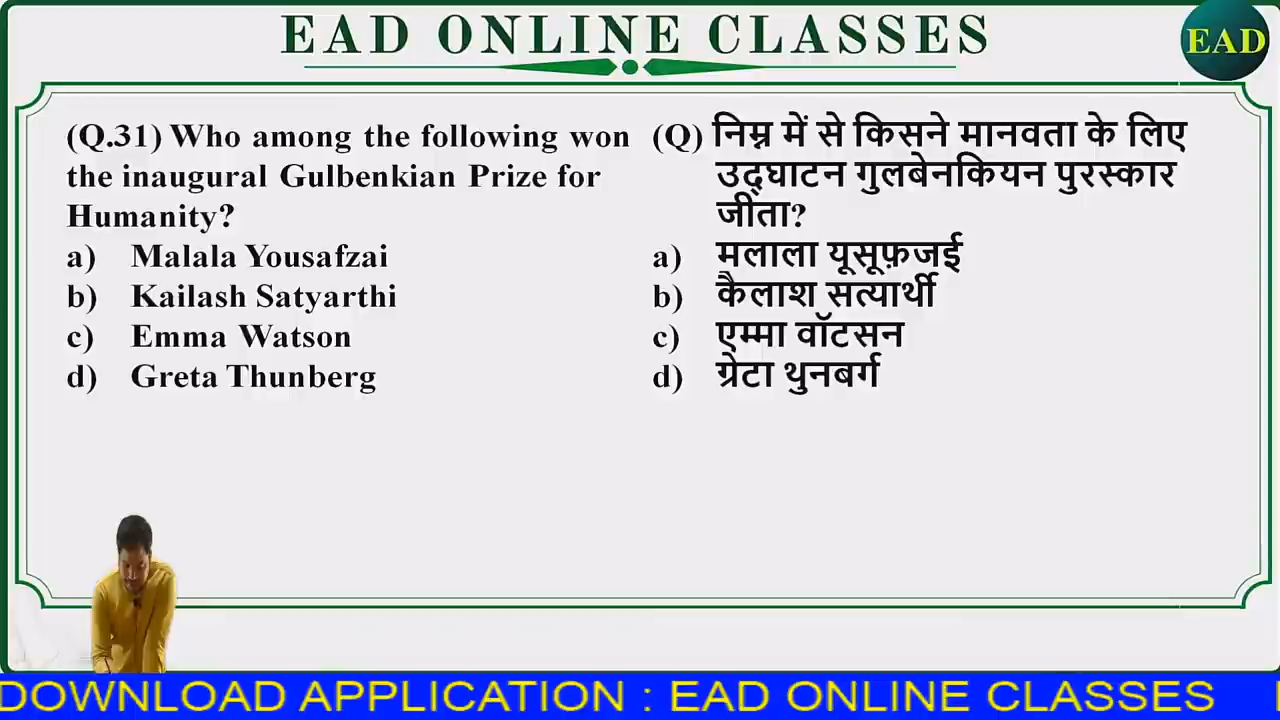 EAD ONLINE CLASSES
EAD
(Q.31) Who among the following won
the inaugural Gulbenkian Prize for
Humanity?
a) Malala Yousafzai
b) Kailash Satyarthi
c) Emma Watson
d) Greta Thunberg
(Q) निम्न में से किसने मानवता के लिए
उद्घाटन गुलबेनकियन पुरस्कार
जीता?
a) मलाला यूसूफ़जई
b) कैलाश सत्यार्थी
c) एम्मा वॉटसन
d) ग्रेटा थुनबर्ग
DOWNLOAD APPLICATION : EAD ONLINE CLASSES